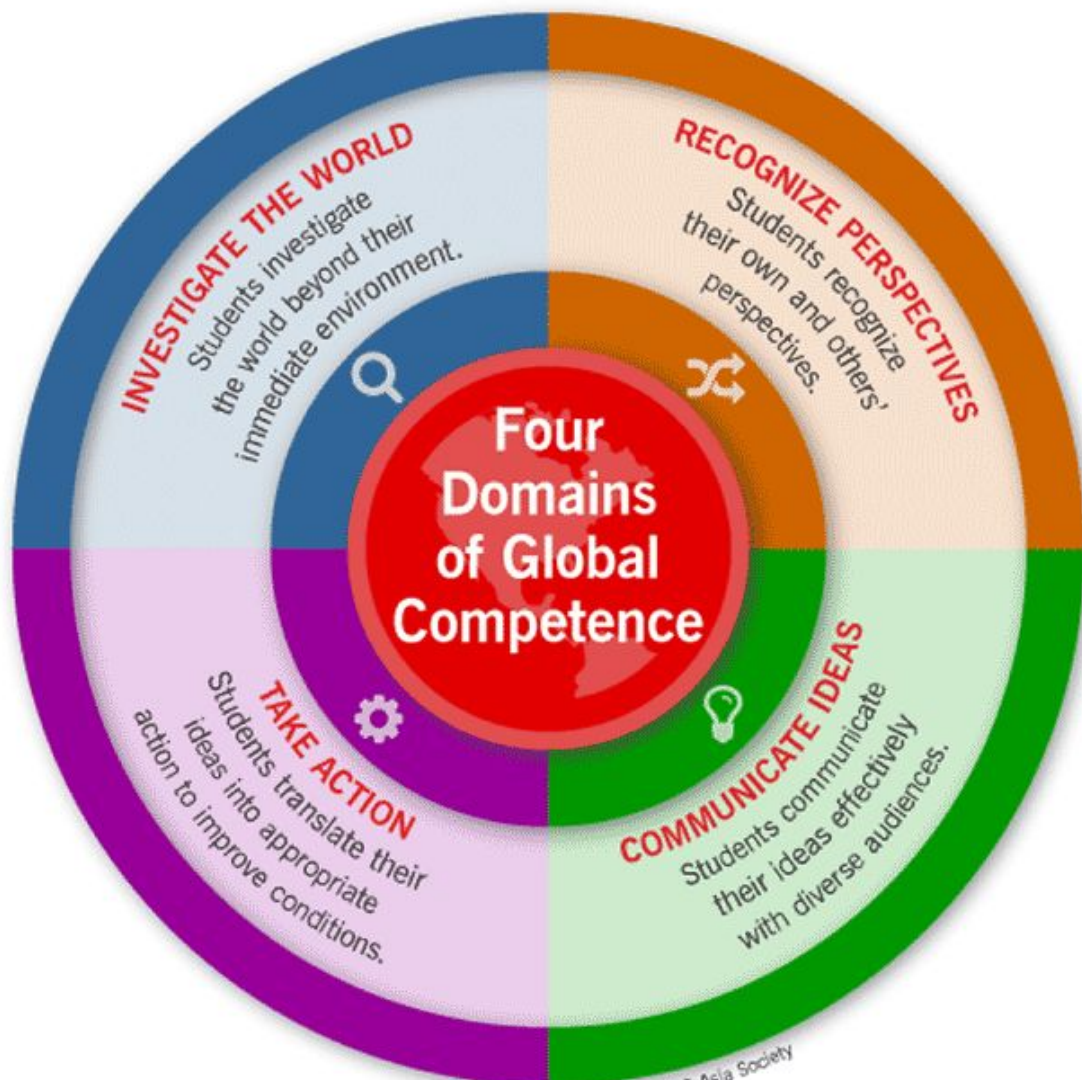 INVESTIGATE THE WORLD
Students investigate
the world beyond their
immediate environment.
RECOGNIZE PERSPECTIVES
Students recognize
their own and others'
perspectives.
Four
Domains
of Global
Competence
TAKE ACTION
Students translate their
ideas into appropriate
action to improve conditions.
COMMUNICATE IDEAS
Students communicate
their ideas effectively
with diverse audiences.
Asia Society